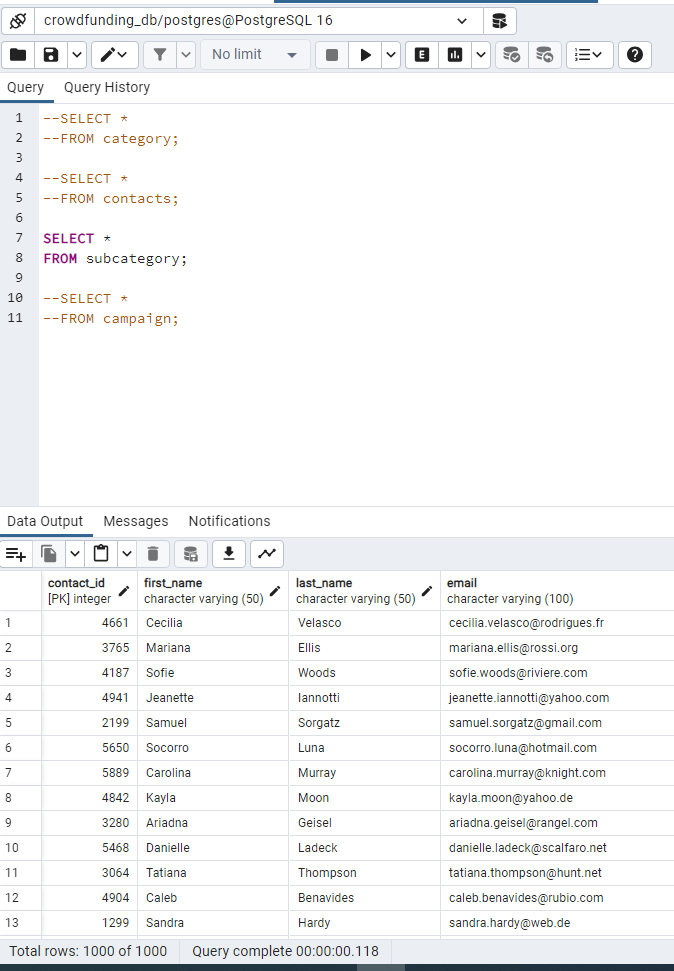 crowdfunding_db/postgres@PostgreSQL 16
No limit
E
Query Query History
1 --SELECT *
2 --FROM category;
3
4 --SELECT *
5 --FROM contacts;
6
7 SELECT *
8 FROM subcategory;
9
10 --SELECT *
11 --FROM campaign;
Data Output Messages Notifications
contact_id first_name last_name email
[PK] integer character varying (50) character varying (50) character varying (100)
1 4661 Cecilia Velasco cecilia.velasco@rodrigues.fr
2 3765 Mariana Ellis mariana.ellis@rossi.org
3 4187 Sofie Woods sofie.woods@riviere.com
4 4941 Jeanette Iannotti jeanette.iannotti@yahoo.com
5 2199 Samuel Sorgatz samuel.sorgatz@gmail.com
6 5650 Socorro Luna socorro.luna@hotmail.com
7 5889 Carolina Murray carolina.murray@knight.com
8 4842 Kayla Moon kayla.moon@yahoo.de
9 3280 Ariadna Geisel ariadna.geisel@rangel.com
10 5468 Danielle Ladeck danielle.ladeck@scalfaro.net
11 3064 Tatiana Thompson tatiana.thompson@hunt.net
12 4904 Caleb Benavides caleb.benavides@rubio.com
13 1299 Sandra Hardy sandra.hardy@web.de
Total rows: 1000 of 1000 Query complete 00:00:00.118